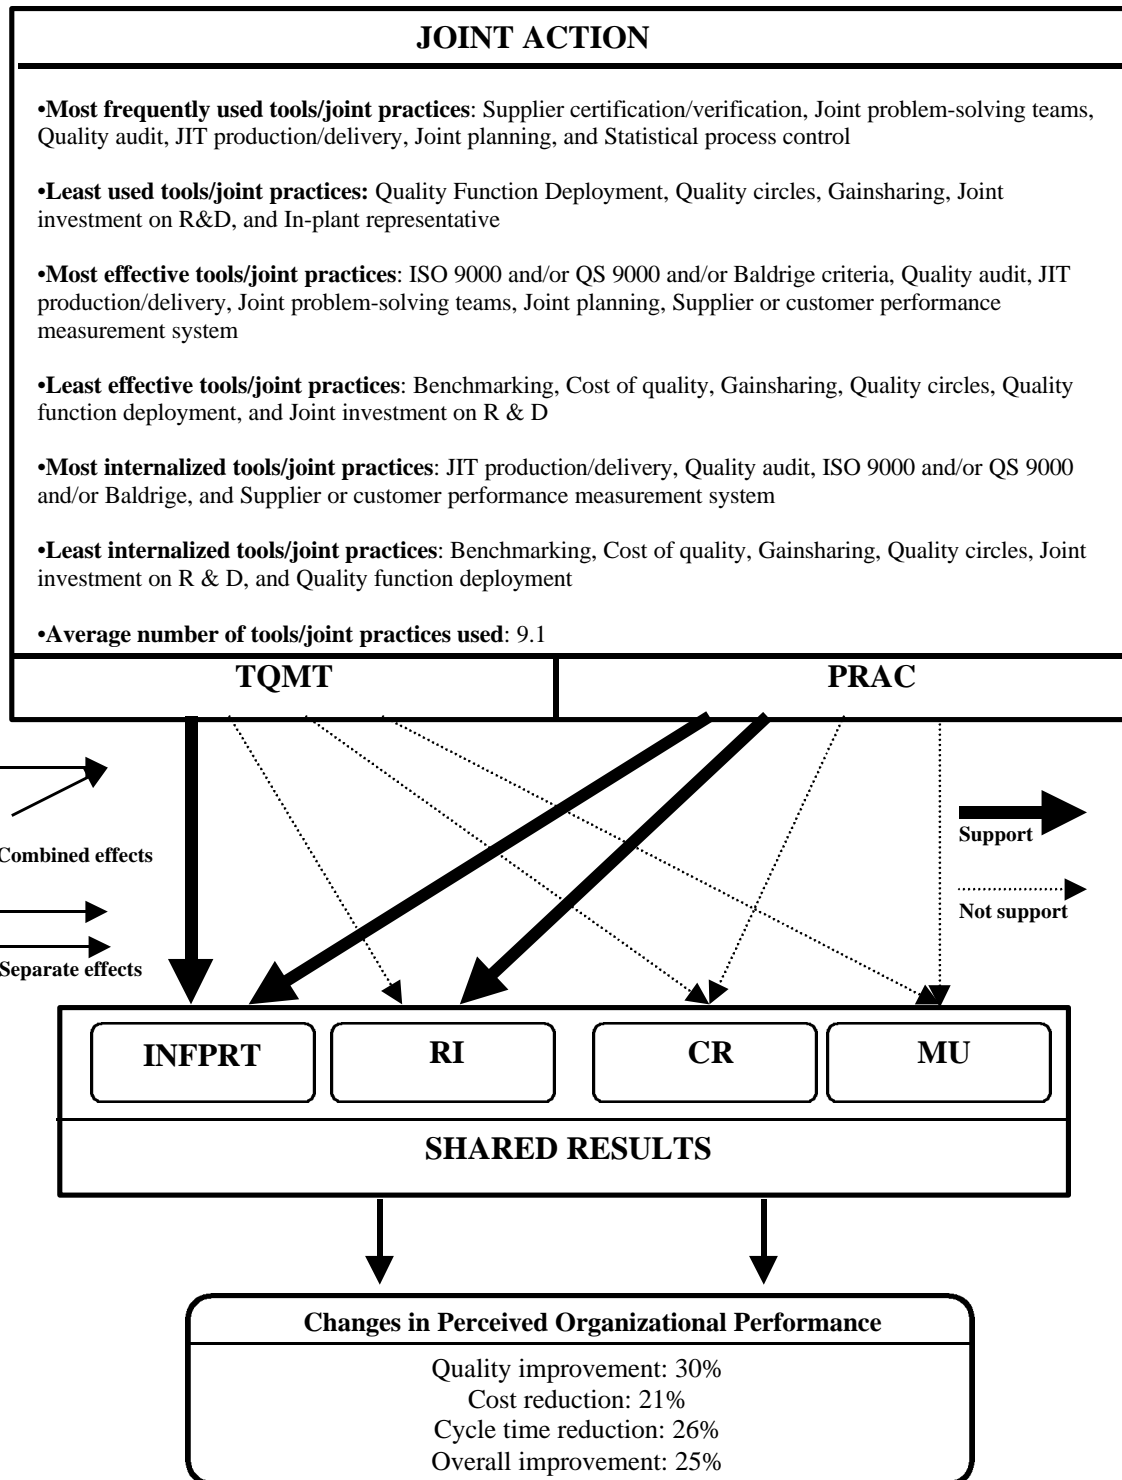 JOINT ACTION
•Most frequently used tools/joint practices: Supplier certification/verification, Joint problem-solving teams,
Quality audit, JIT production/delivery, Joint planning, and Statistical process control
•Least used tools/joint practices: Quality Function Deployment, Quality circles, Gainsharing, Joint
investment on R&D, and In-plant representative
•Most effective tools/joint practices: ISO 9000 and/or QS 9000 and/or Baldrige criteria, Quality audit, JIT
production/delivery, Joint problem-solving teams, Joint planning, Supplier or customer performance
measurement system
•Least effective tools/joint practices: Benchmarking, Cost of quality, Gainsharing, Quality circles, Quality
function deployment, and Joint investment on R & D
•Most internalized tools/joint practices: JIT production/delivery, Quality audit, ISO 9000 and/or QS 9000
and/or Baldrige, and Supplier or customer performance measurement system
•Least internalized tools/joint practices: Benchmarking, Cost of quality, Gainsharing, Quality circles, Joint
investment on R & D, and Quality function deployment
•Average number of tools/joint practices used: 9.1
TQMT
PRAC
Support
Combined effects
Not support
Separate effects
INFPRT
RI
CR
MU
SHARED RESULTS
Changes in Perceived Organizational Performance
Quality improvement: 30%
Cost reduction: 21%
Cycle time reduction: 26%
Overall improvement: 25%